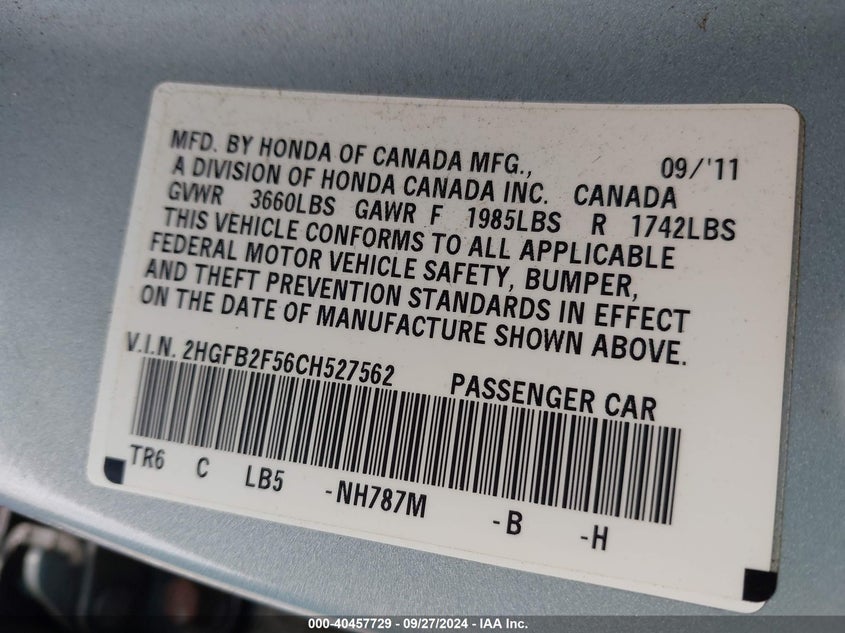 MFD. BY HONDA OF CANADA MFG., 09/'11
A DIVISION OF HONDA CANADA INC. CANADA
GVWR 3660LBS GAWR F 1985LBS R 1742LBS
THIS VEHICLE CONFORMS TO ALL APPLICABLE
FEDERAL MOTOR VEHICLE SAFETY, BUMPER,
AND THEFT PREVENTION STANDARDS IN EFFECT
ON THE DATE OF MANUFACTURE SHOWN ABOVE.
V.I.N. 2HGFB2F56CH527562 PASSENGER CAR
TR6 C LB5 -NH787M -B -H
000-40457729 - 09/27/2024 - IAA Inc.